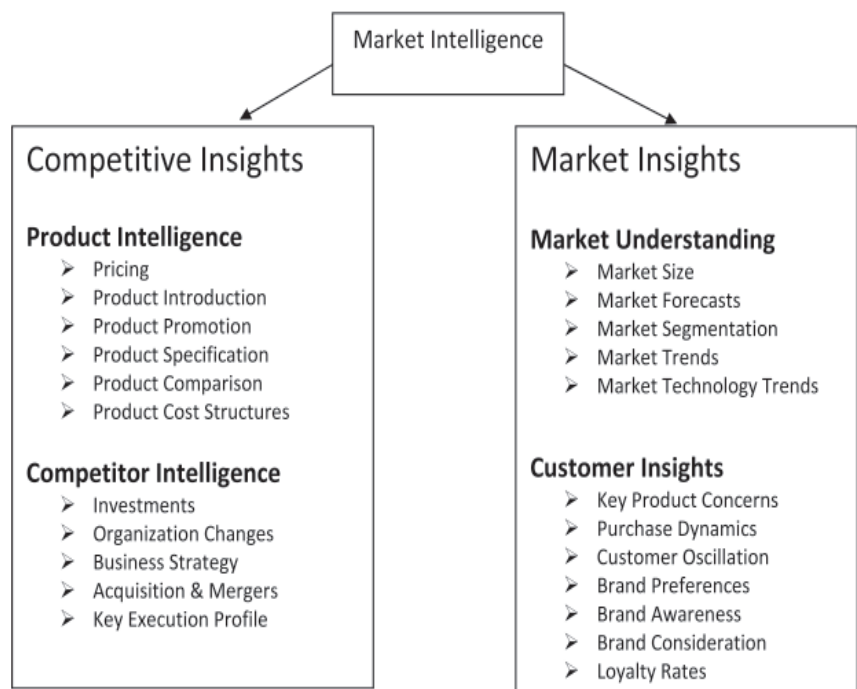 Market Intelligence
Competitive Insights
Product Intelligence
➢ Pricing
➢ Product Introduction
➢ Product Promotion
➢ Product Specification
➢ Product Comparison
➢ Product Cost Structures
Competitor Intelligence
➢ Investments
➢ Organization Changes
➢ Business Strategy
➢ Acquisition & Mergers
➢ Key Execution Profile
Market Insights
Market Understanding
➢ Market Size
➢ Market Forecasts
➢ Market Segmentation
➢ Market Trends
➢ Market Technology Trends
Customer Insights
➢ Key Product Concerns
➢ Purchase Dynamics
➢ Customer Oscillation
➢ Brand Preferences
➢ Brand Awareness
➢ Brand Consideration
➢ Loyalty Rates